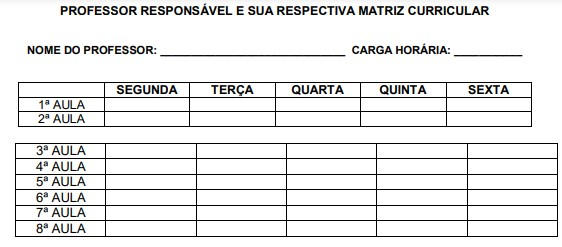 PROFESSOR RESPONSÁVEL E SUA RESPECTIVA MATRIZ CURRICULAR
NOME DO PROFESSOR: ____________________________ CARGA HORÁRIA: __________
SEGUNDA TERÇA QUARTA QUINTA SEXTA
1ª AULA
2ª AULA
3ª AULA
4ª AULA
5ª AULA
6ª AULA
7ª AULA
8ª AULA